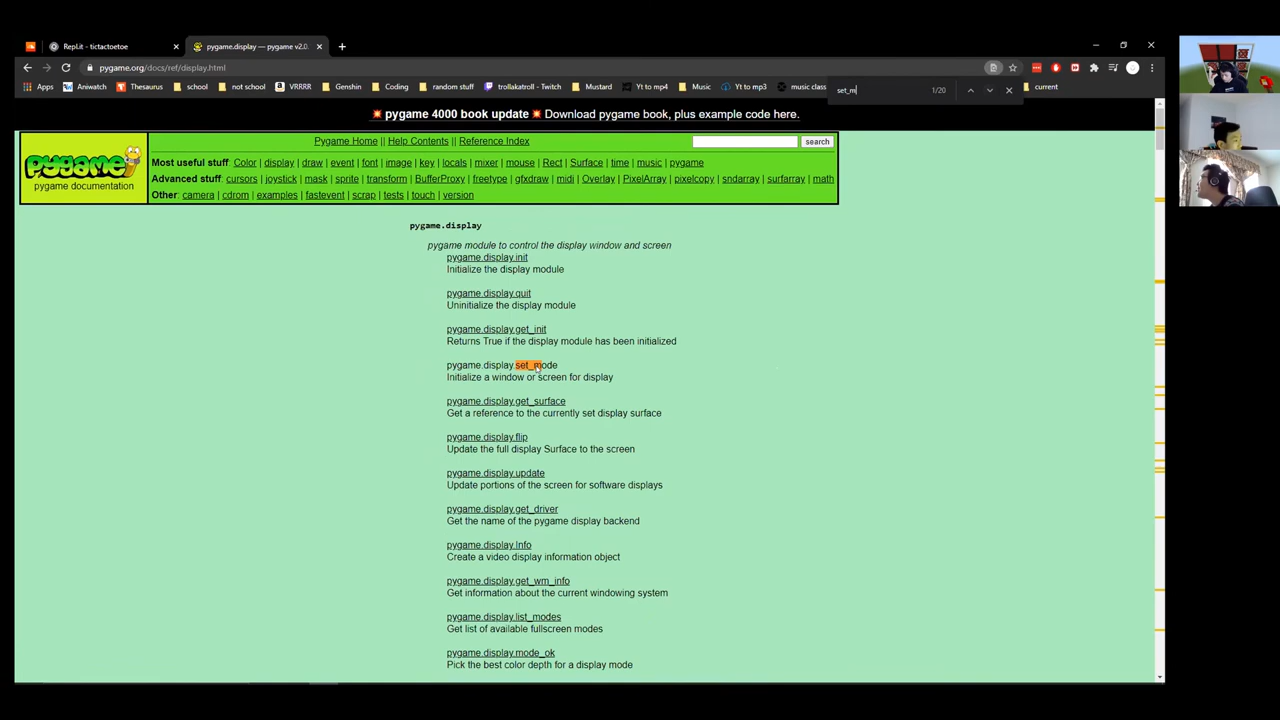 Repl.it - tictactoetoe
pygame.display — pygame v2.0.
pygame.org/docs/ref/display.html
Apps
Aniwatch
Thesaurus
school
not school
VRRRR
Coding
Genshin
random stuff
trollakatroll - Twitch
Mustard
Yt to mp4
Music
Yt to mp3
music class
current
set_m
1/20
pygame 4000 book update Download pygame book, plus example code here.
Pygame Home || Help Contents || Reference Index
search
pygame
pygame documentation
Most useful stuff: Color | display | draw | event | font | image | key | locals | mixer | mouse | Rect | Surface | time | music | pygame
Advanced stuff: cursors | joystick | mask | sprite | transform | BufferProxy | freetype | gfxdraw | midi | Overlay | PixelArray | pixelcopy | sndarray | surfarray | math
Other: camera | cdrom | examples | fastevent | scrap | tests | touch | version
pygame.display
pygame module to control the display window and screen
pygame.display.init
Initialize the display module
pygame.display.quit
Uninitialize the display module
pygame.display.get_init
Returns True if the display module has been initialized
pygame.display.set_mode
Initialize a window or screen for display
pygame.display.get_surface
Get a reference to the currently set display surface
pygame.display.flip
Update the full display Surface to the screen
pygame.display.update
Update portions of the screen for software displays
pygame.display.get_driver
Get the name of the pygame display backend
pygame.display.Info
Create a video display information object
pygame.display.get_wm_info
Get information about the current windowing system
pygame.display.list_modes
Get list of available fullscreen modes
pygame.display.mode_ok
Pick the best color depth for a display mode